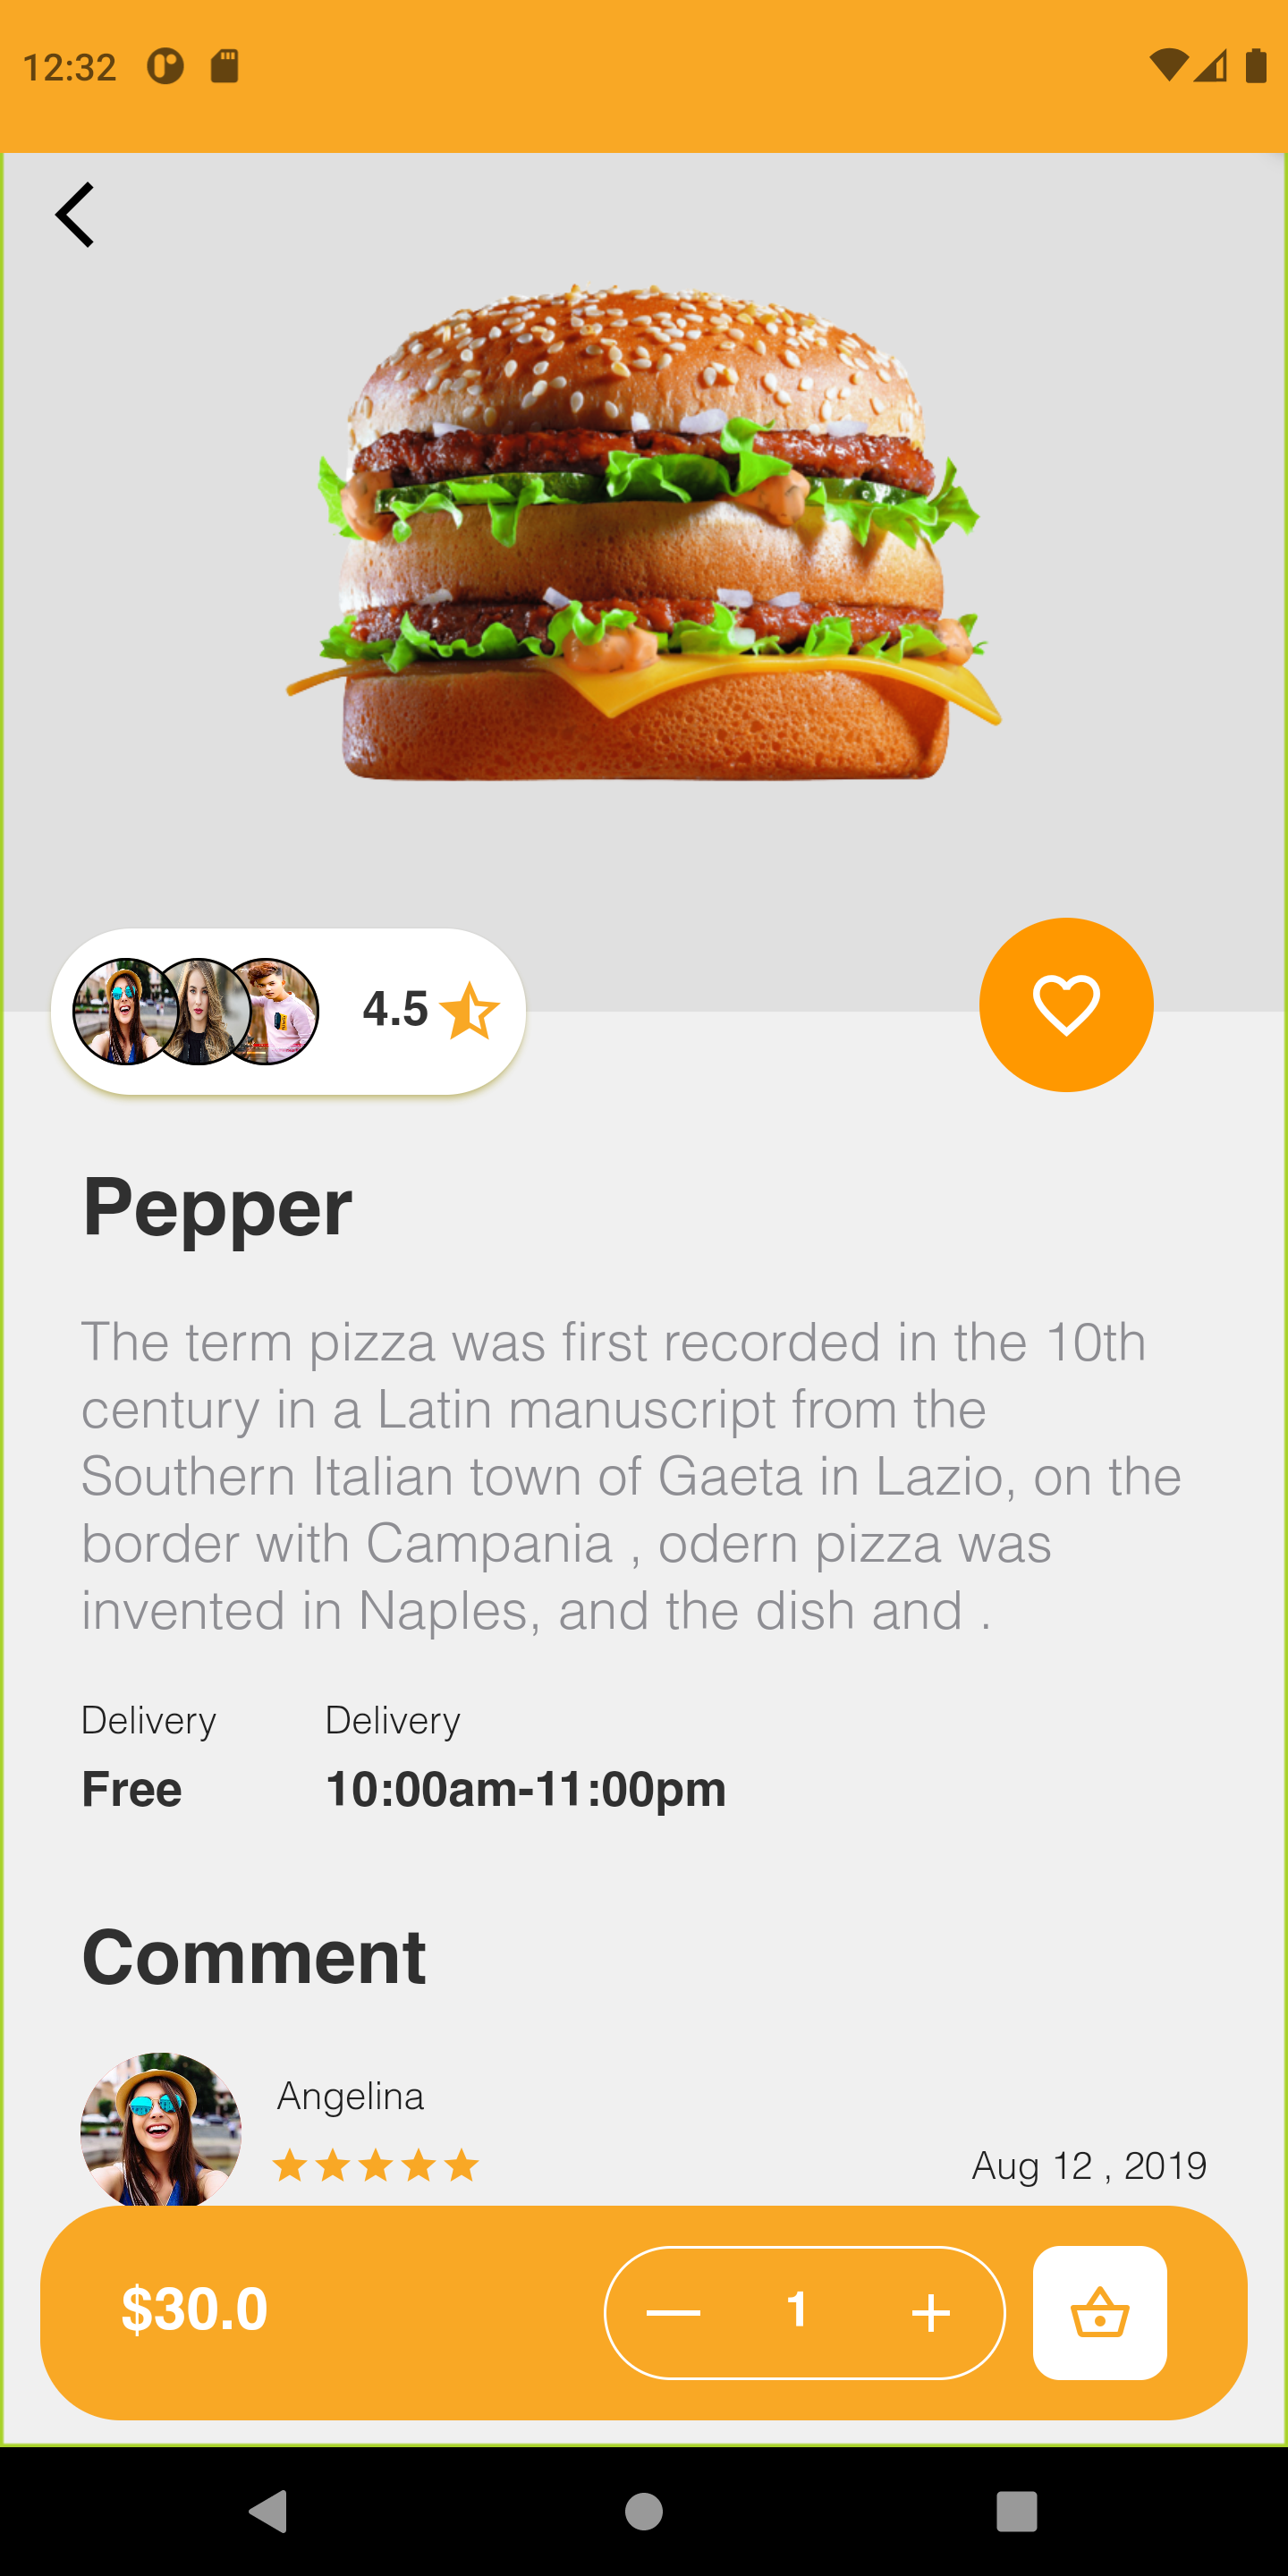 12:32
4.5
Pepper
The term pizza was first recorded in the 10th
century in a Latin manuscript from the
Southern Italian town of Gaeta in Lazio, on the
border with Campania , odern pizza was
invented in Naples, and the dish and .
Delivery Delivery
Free 10:00am-11:00pm
Comment
Angelina
Aug 12 , 2019
$30.0 1